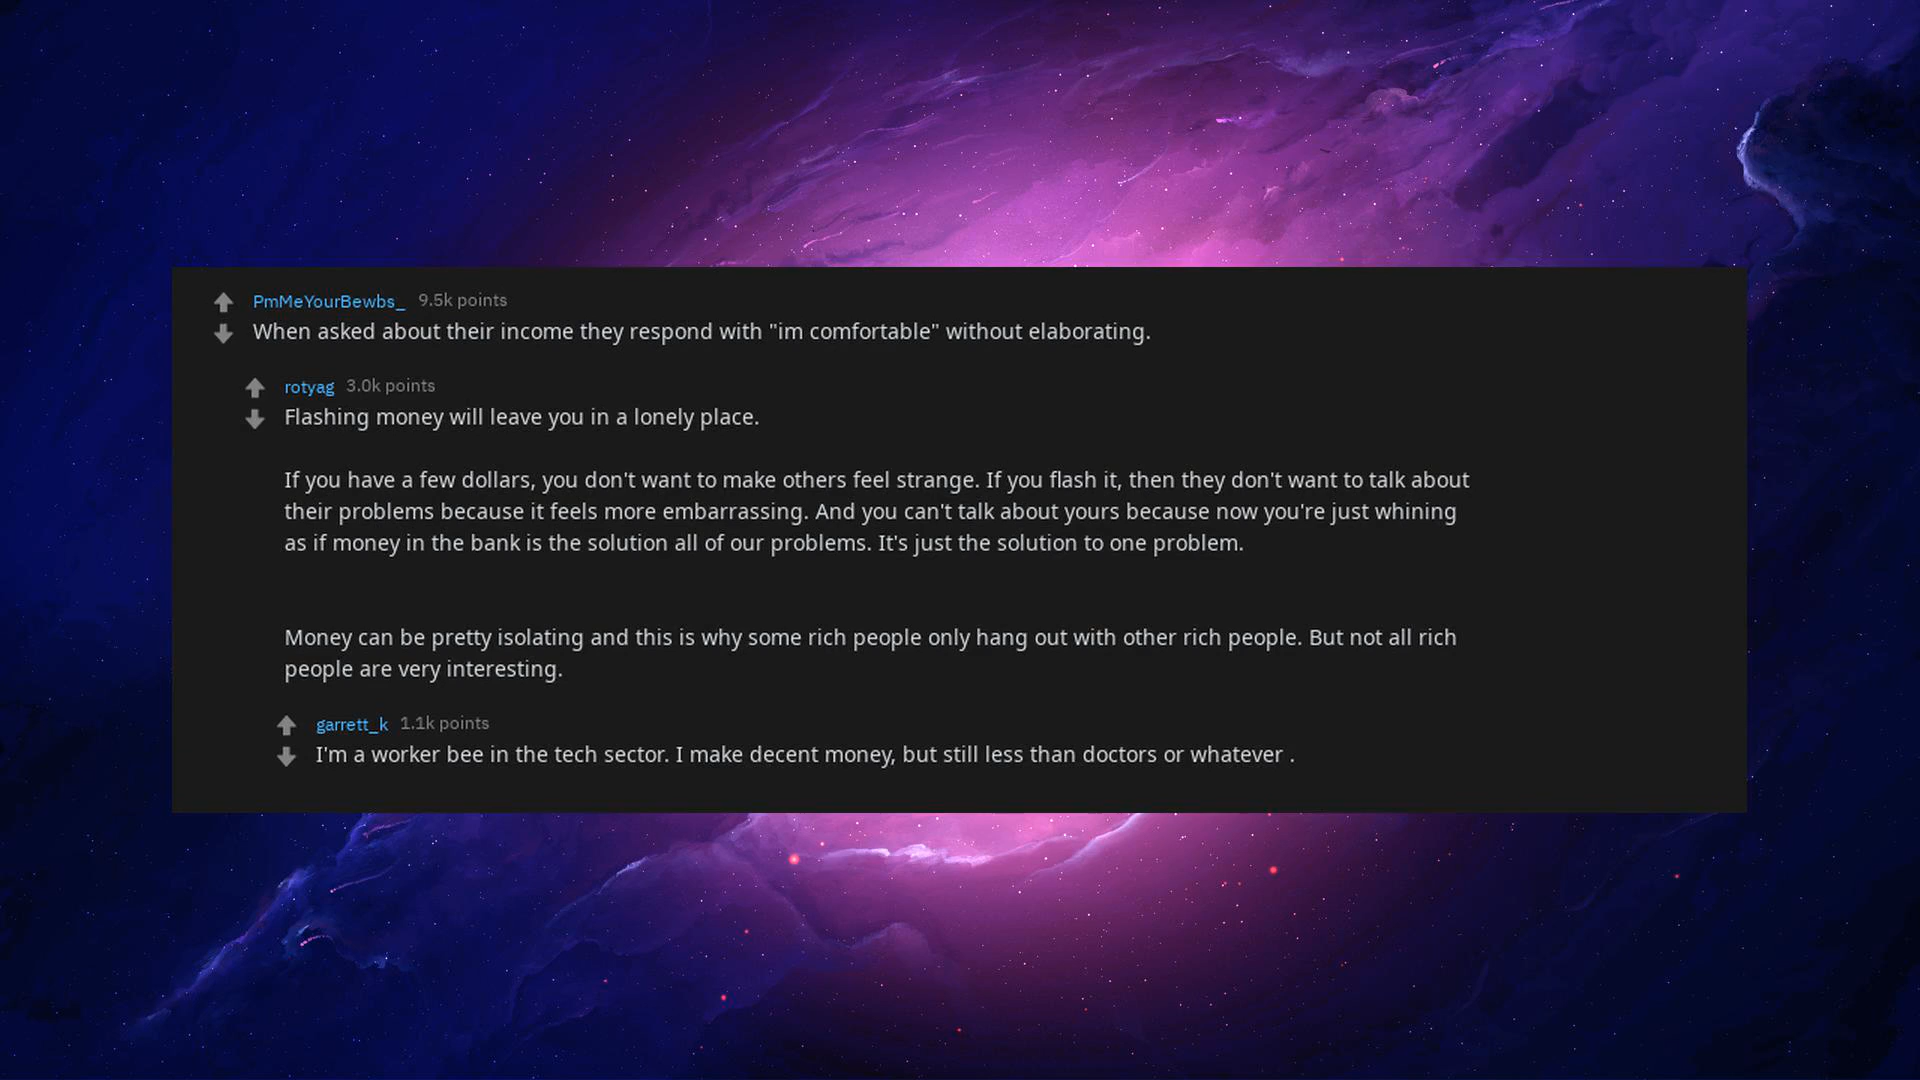 PmMeYourBewbs_ 9.5k points
When asked about their income they respond with "im comfortable" without elaborating.
rotyag 3.0k points
Flashing money will leave you in a lonely place.
If you have a few dollars, you don't want to make others feel strange. If you flash it, then they don't want to talk about
their problems because it feels more embarrassing. And you can't talk about yours because now you're just whining
as if money in the bank is the solution all of our problems. It's just the solution to one problem.
Money can be pretty isolating and this is why some rich people only hang out with other rich people. But not all rich
people are very interesting.
garrett_k 1.1k points
I'm a worker bee in the tech sector. I make decent money, but still less than doctors or whatever .